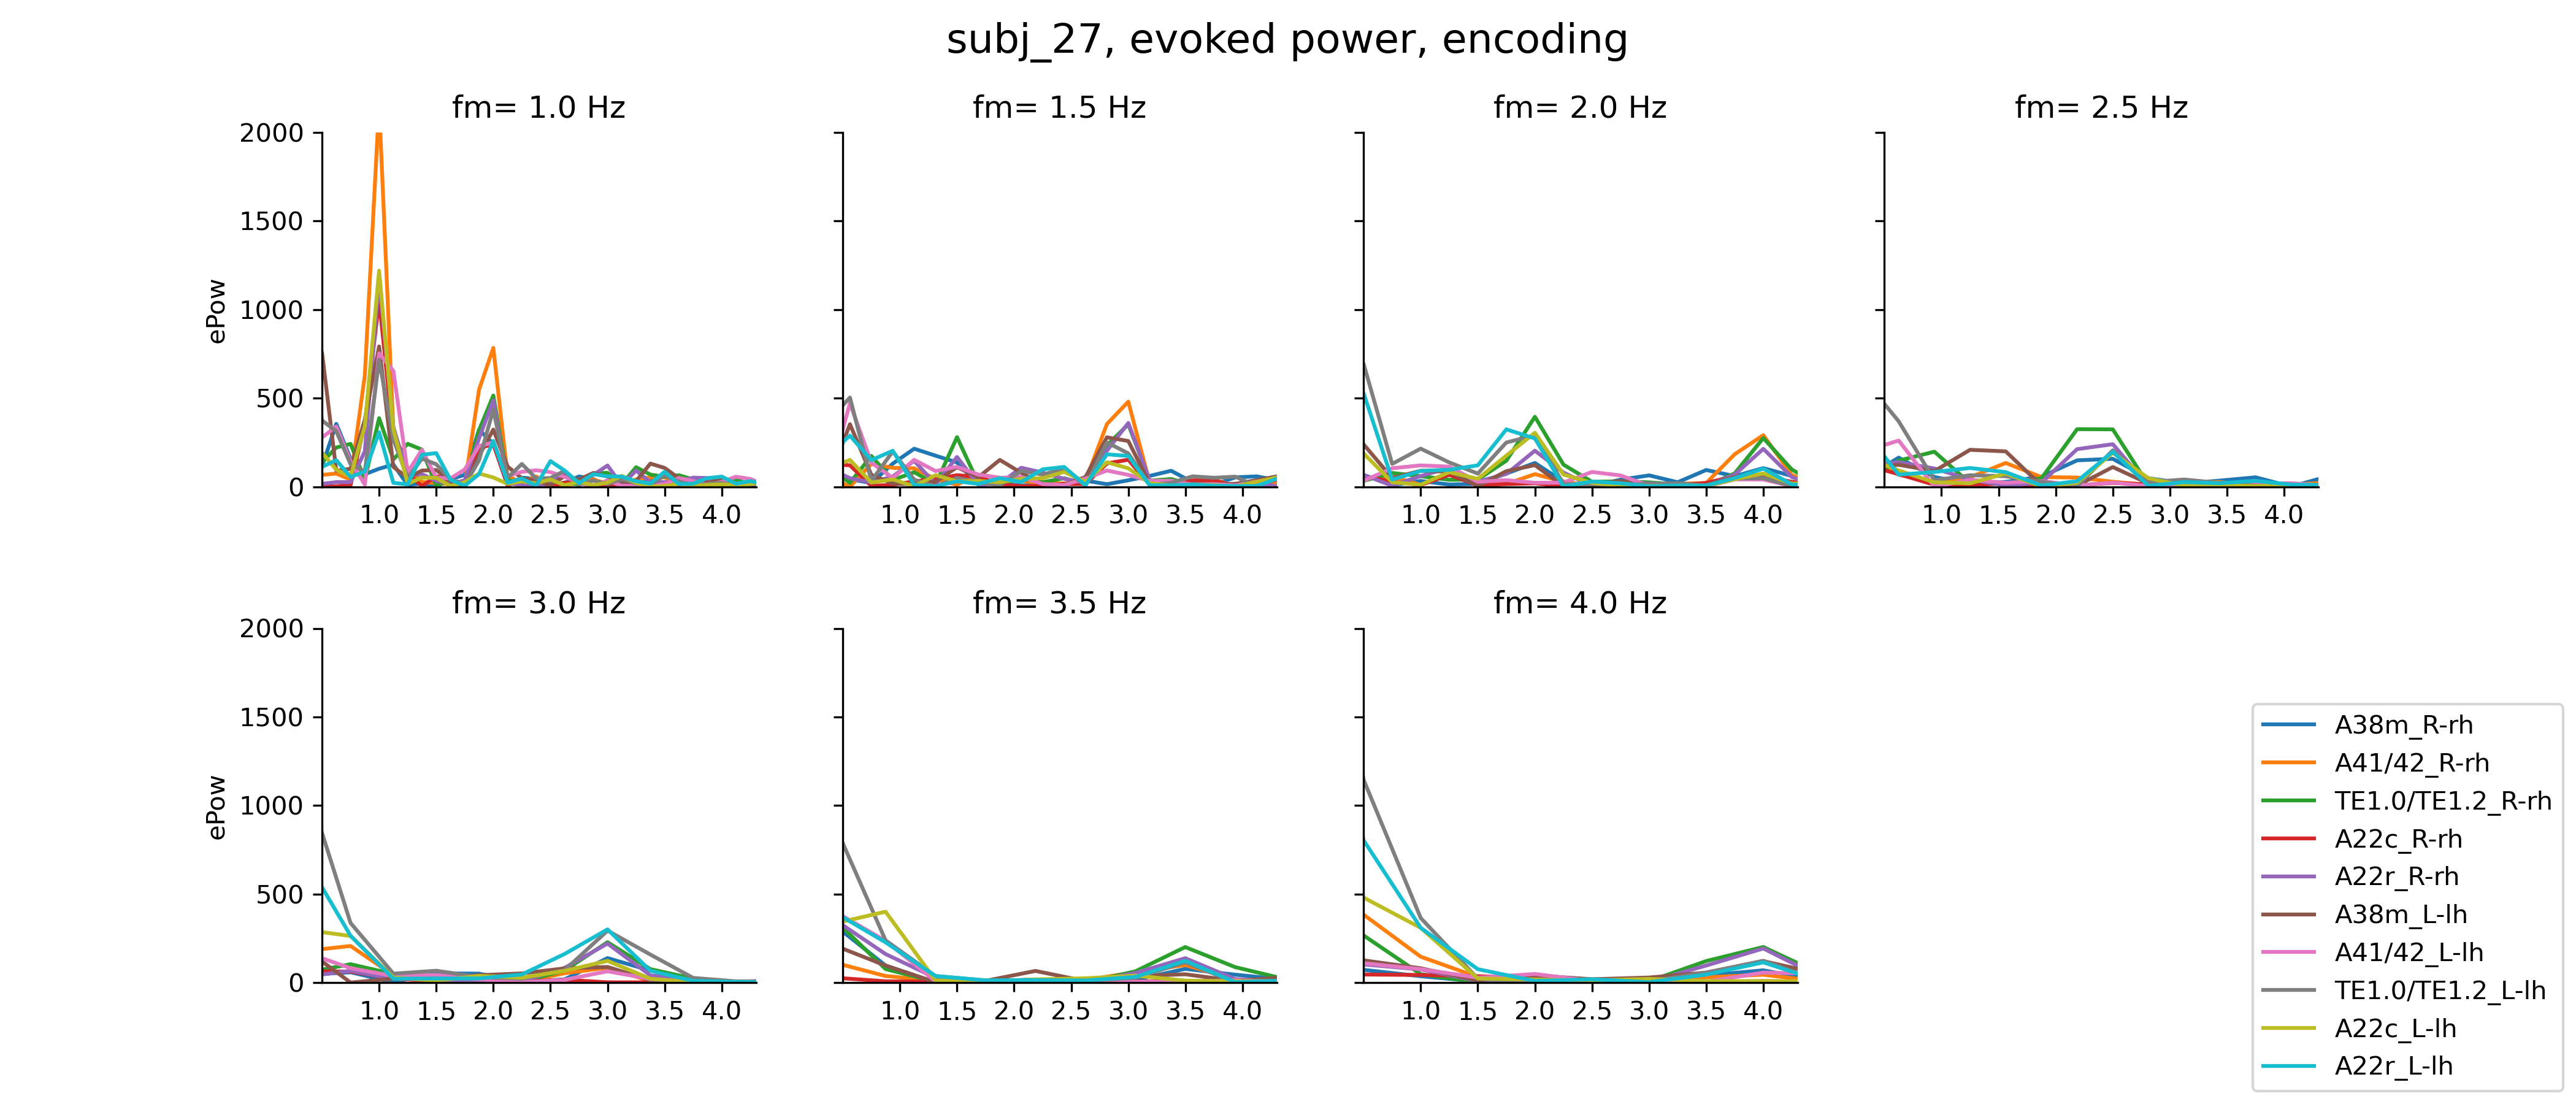 subj_27, evoked power, encoding
fm= 1.0 Hz
fm= 1.5 Hz
fm= 2.0 Hz
fm= 2.5 Hz
2000
1500
1000
500
0
ePow
1.0 1.5 2.0 2.5 3.0 3.5 4.0
1.0 1.5 2.0 2.5 3.0 3.5 4.0
1.0 1.5 2.0 2.5 3.0 3.5 4.0
1.0 1.5 2.0 2.5 3.0 3.5 4.0
fm= 3.0 Hz
fm= 3.5 Hz
fm= 4.0 Hz
2000
1500
1000
500
0
ePow
1.0 1.5 2.0 2.5 3.0 3.5 4.0
1.0 1.5 2.0 2.5 3.0 3.5 4.0
1.0 1.5 2.0 2.5 3.0 3.5 4.0
A38m_R-rh
A41/42_R-rh
TE1.0/TE1.2_R-rh
A22c_R-rh
A22r_R-rh
A38m_L-lh
A41/42_L-lh
TE1.0/TE1.2_L-lh
A22c_L-lh
A22r_L-lh